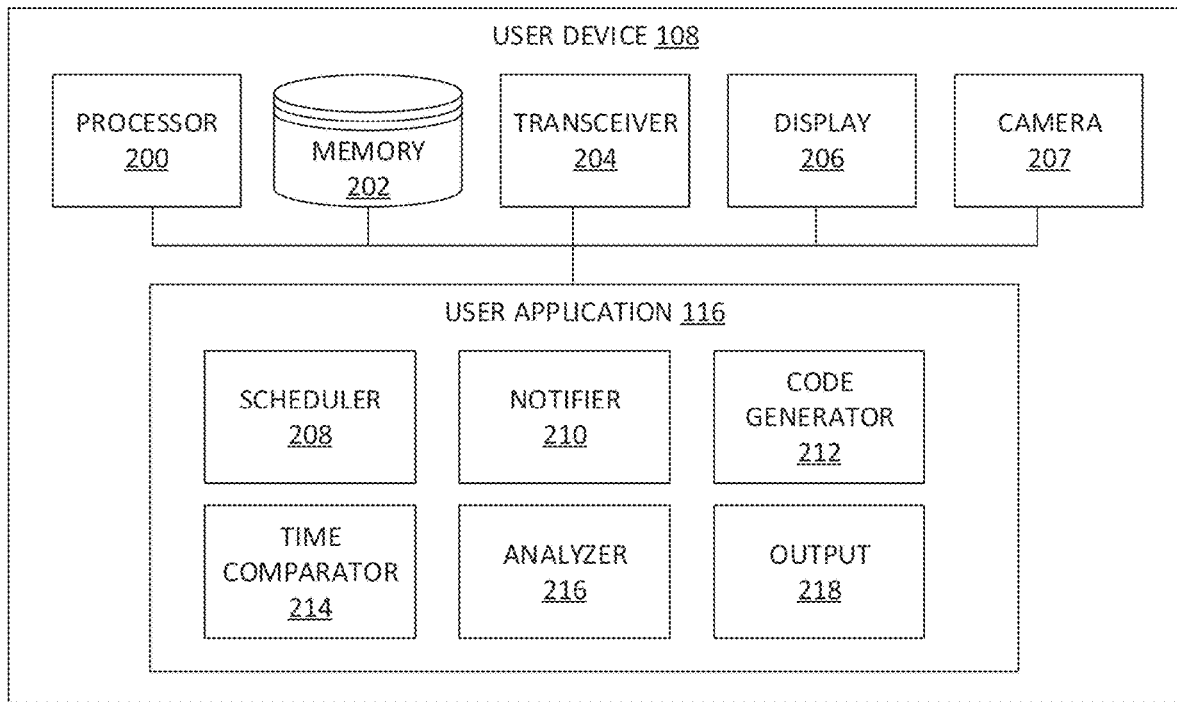 USER DEVICE 108
PROCESSOR
200
MEMORY
202
TRANSCEIVER
204
DISPLAY
206
CAMERA
207
USER APPLICATION 116
SCHEDULER
208
NOTIFIER
210
CODE
GENERATOR
212
TIME
COMPARATOR
214
ANALYZER
216
OUTPUT
218